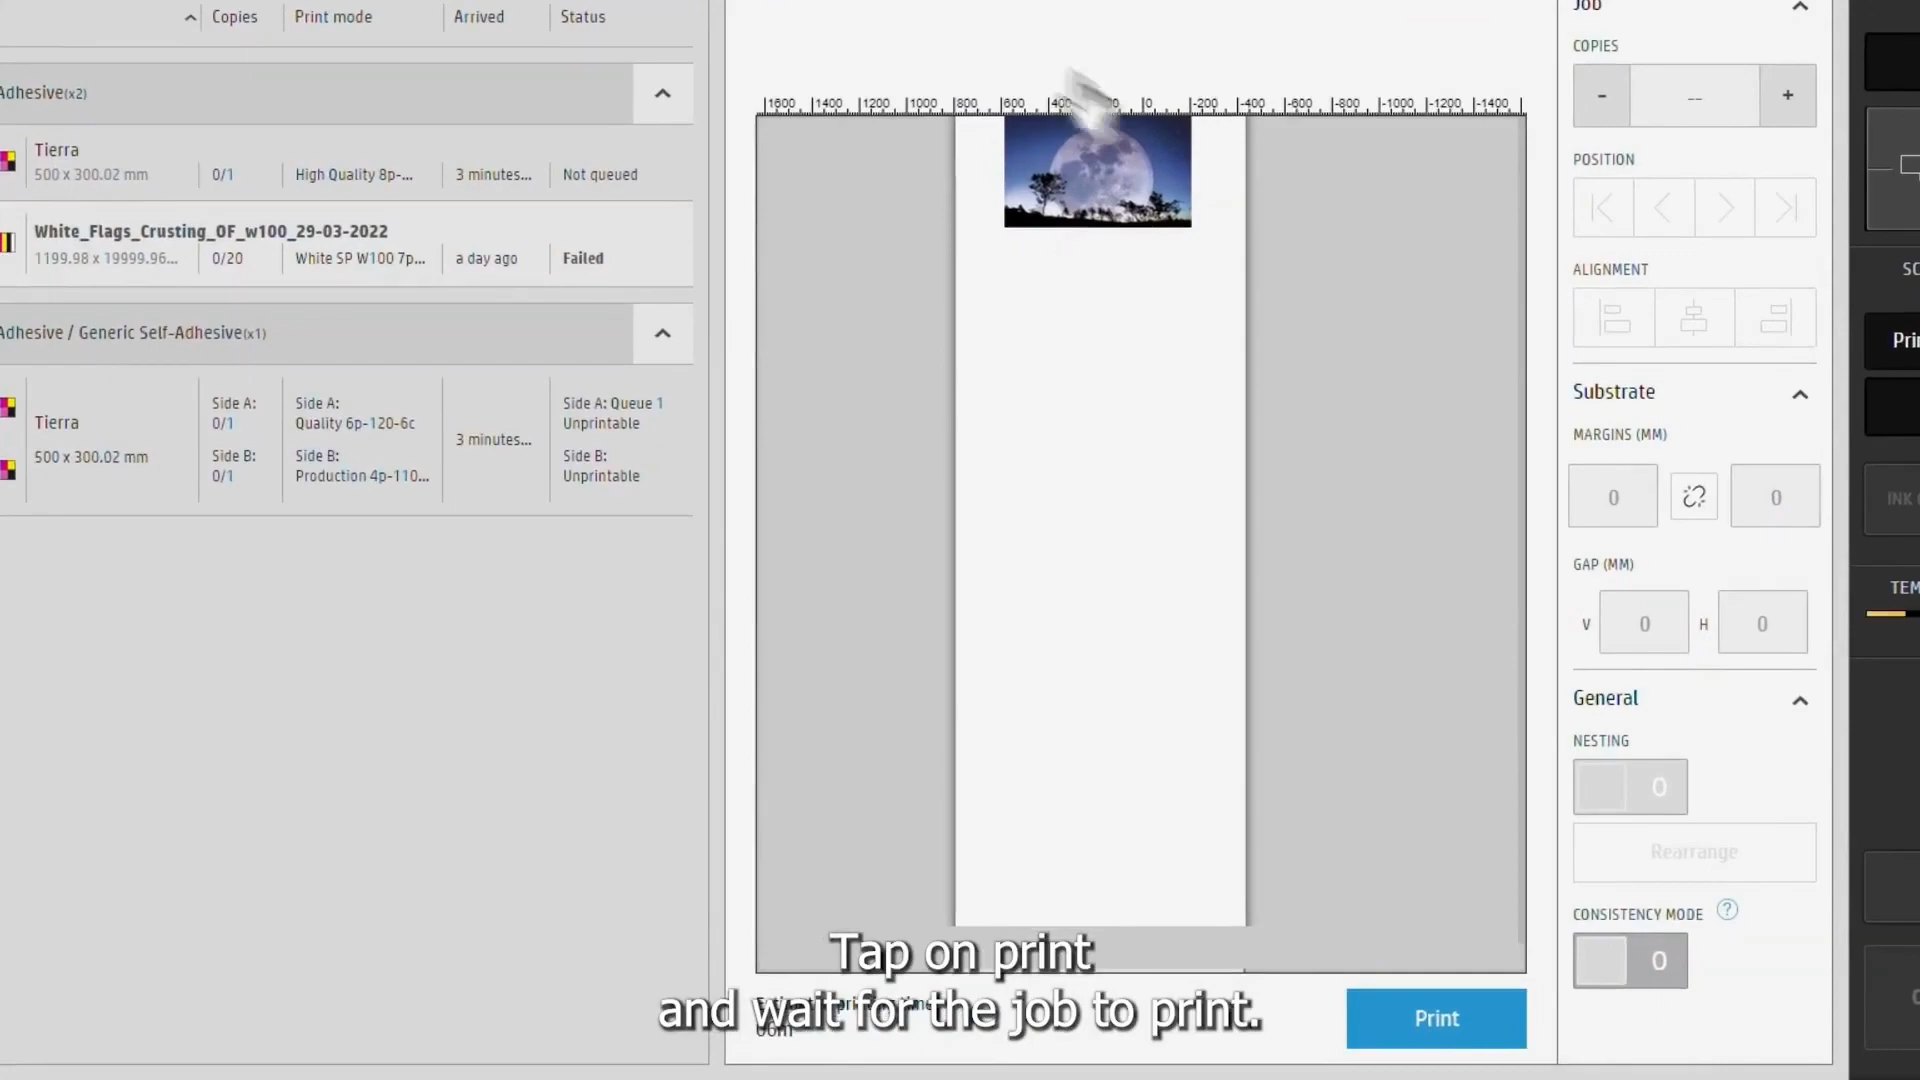 Copies
Print mode
Arrived
Status
Adhesive(x2)
Tierra
500 x 300.02 mm
0/1
High Quality 8p-...
3 minutes...
Not queued
White_Flags_Crusting_OF_w100_29-03-2022
1199.98 x 19999.96...
0/20
White SP W100 7p...
a day ago
Failed
Adhesive / Generic Self-Adhesive(x1)
Tierra
500 x 300.02 mm
Side A:
0/1
Side B:
0/1
Side A:
Quality 6p-120-6c
Side B:
Production 4p-110...
3 minutes...
Side A: Queue 1
Unprintable
Side B:
Unprintable
1600 1400 1200 1000 800 600 0 -200 -400 -600 -800 -1000 -1200 -1400
Tap on print
and wait for the job to print.
Print
Job
COPIES
- -- +
POSITION
ALIGNMENT
Substrate
MARGINS (MM)
0 0
GAP (MM)
V 0 H 0
General
NESTING
0
Rearrange
CONSISTENCY MODE ?
0